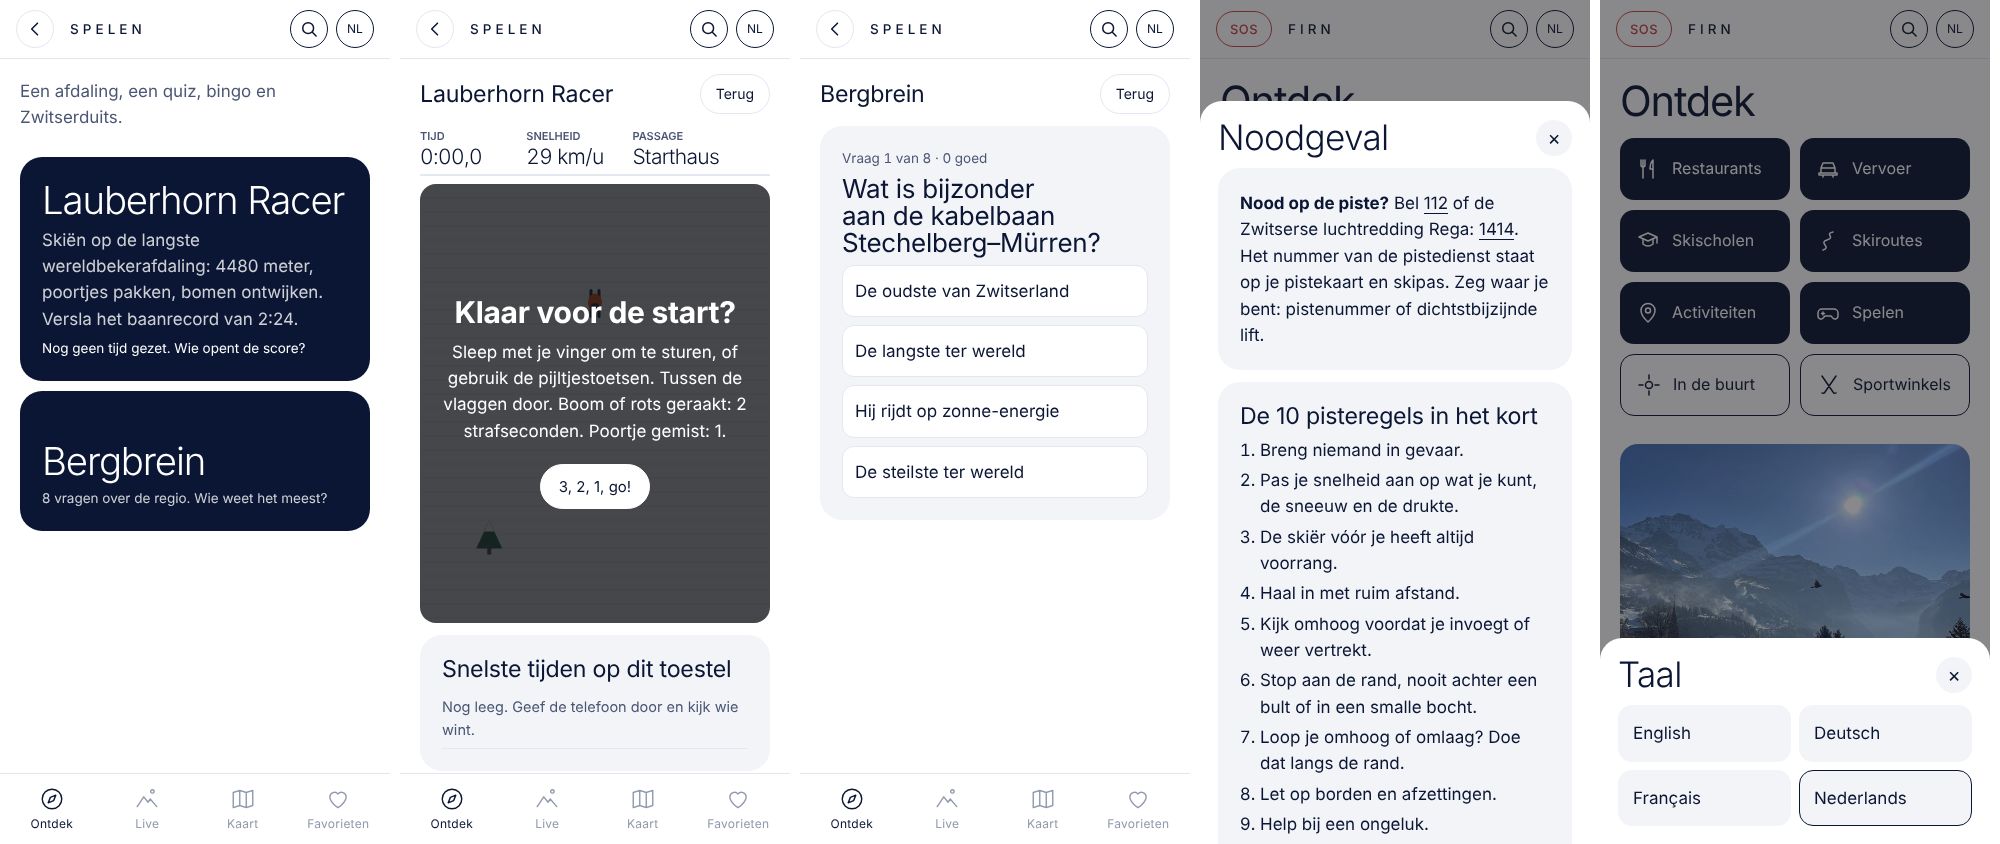 SPELEN
NL
Een afdaling, een quiz, bingo en
Zwitserduits.
Lauberhorn Racer
Skiën op de langste
wereldbekerafdaling: 4480 meter,
poortjes pakken, bomen ontwijken.
Versla het baanrecord van 2:24.
Nog geen tijd gezet. Wie opent de score?
Bergbrein
8 vragen over de regio. Wie weet het meest?
Ontdek
Live
Kaart
Favorieten
SPELEN
NL
Lauberhorn Racer
Terug
TIJD
SNELHEID
PASSAGE
0:00,0
29 km/u
Starthaus
Klaar voor de start?
Sleep met je vinger om te sturen, of
gebruik de pijltjestoetsen. Tussen de
vlaggen door. Boom of rots geraakt: 2
strafseconden. Poortje gemist: 1.
3, 2, 1, go!
Snelste tijden op dit toestel
Nog leeg. Geef de telefoon door en kijk wie
wint.
Ontdek
Live
Kaart
Favorieten
SPELEN
NL
Bergbrein
Terug
Vraag 1 van 8 · 0 goed
Wat is bijzonder
aan de kabelbaan
Stechelberg–Mürren?
De oudste van Zwitserland
De langste ter wereld
Hij rijdt op zonne-energie
De steilste ter wereld
Ontdek
Live
Kaart
Favorieten
SOS
FIRN
NL
Ontdek
Noodgeval
×
Nood op de piste? Bel 112 of de
Zwitserse luchtredding Rega: 1414.
Het nummer van de pistedienst staat
op je pistekaart en skipas. Zeg waar je
bent: pistenummer of dichtstbijzijnde
lift.
De 10 pisteregels in het kort
1. Breng niemand in gevaar.
2. Pas je snelheid aan op wat je kunt,
de sneeuw en de drukte.
3. De skiër vóór je heeft altijd
voorrang.
4. Haal in met ruim afstand.
5. Kijk omhoog voordat je invoegt of
weer vertrekt.
6. Stop aan de rand, nooit achter een
bult of in een smalle bocht.
7. Loop je omhoog of omlaag? Doe
dat langs de rand.
8. Let op borden en afzettingen.
9. Help bij een ongeluk.
SOS
FIRN
NL
Ontdek
Restaurants
Vervoer
Skischolen
Skiroutes
Activiteiten
Spelen
In de buurt
Sportwinkels
Taal
×
English
Deutsch
Français
Nederlands